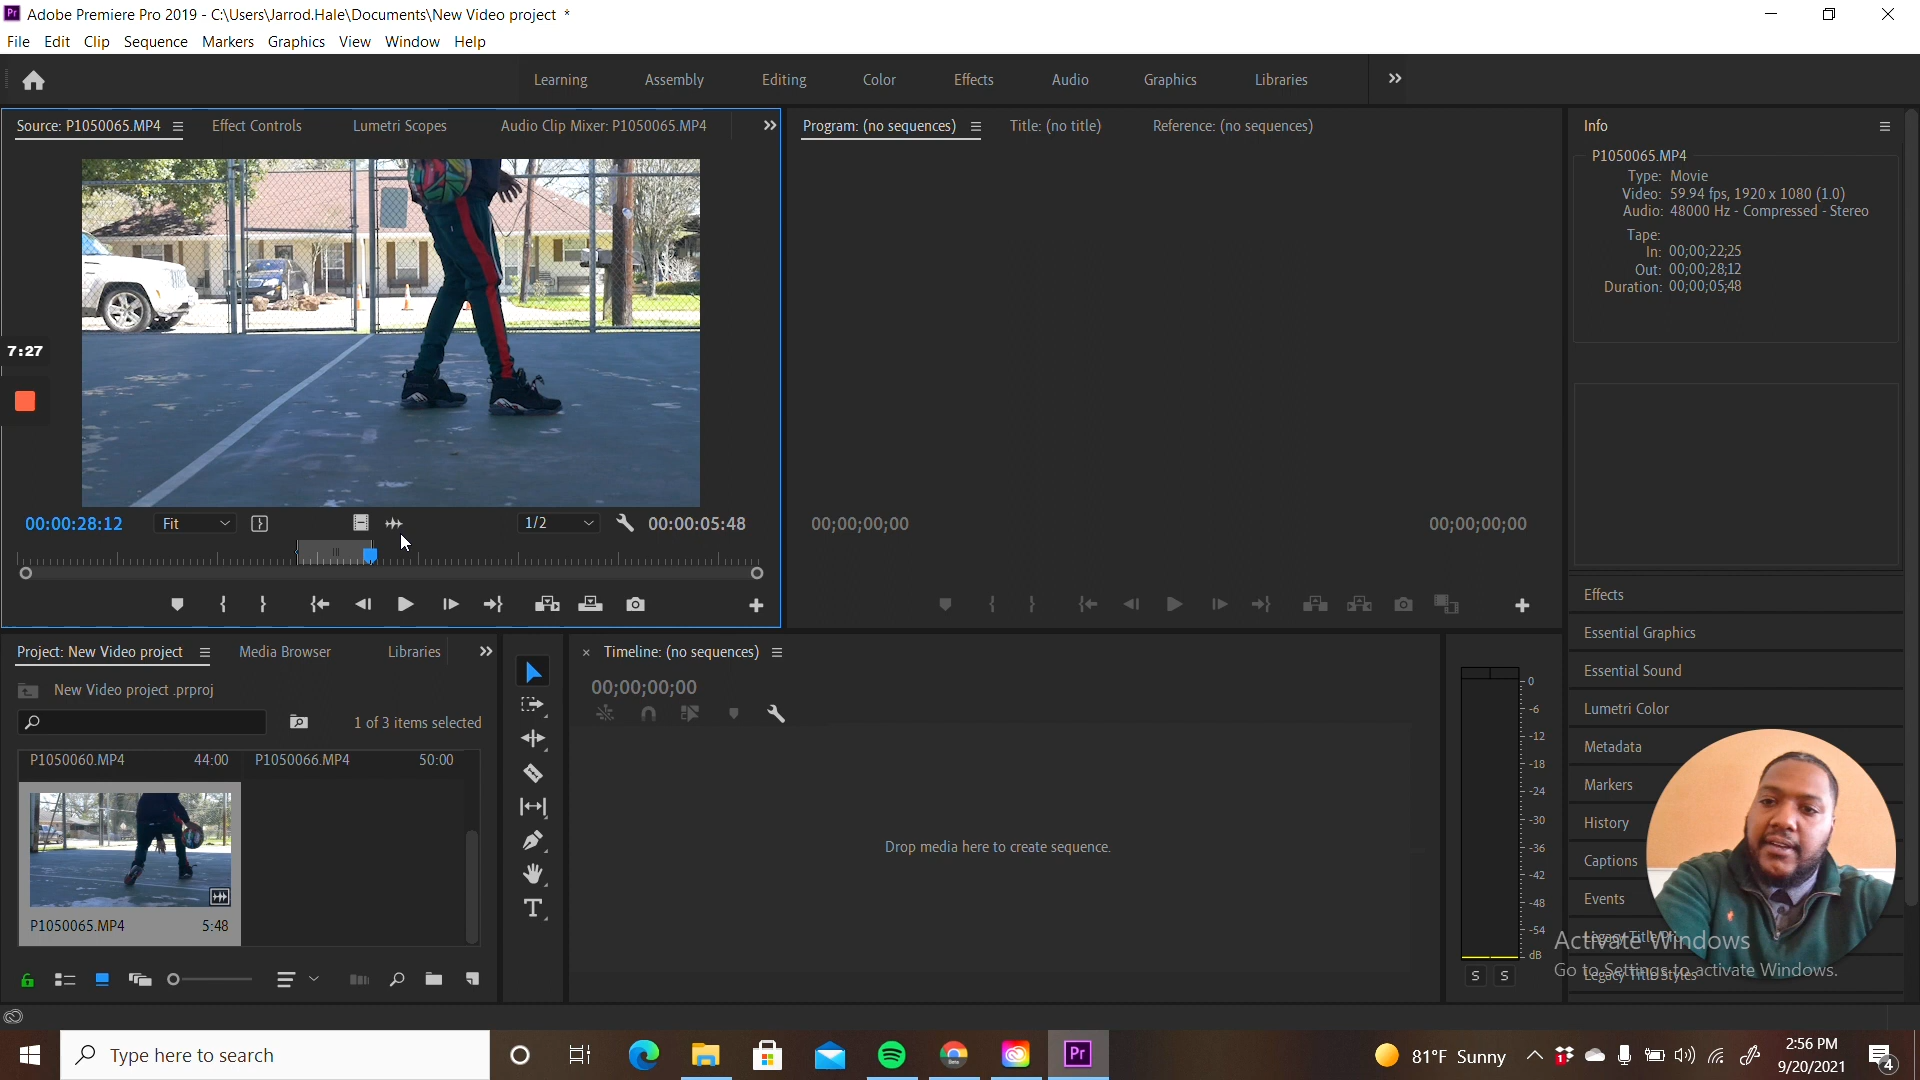 Pr Adobe Premiere Pro 2019 - C:\Users\Jarrod.Hale\Documents\New Video project *
File Edit Clip Sequence Markers Graphics View Window Help
Learning Assembly Editing Color Effects Audio Graphics Libraries
Source: P1050065.MP4 Effect Controls Lumetri Scopes Audio Clip Mixer: P1050065.MP4
Program: (no sequences) Title: (no title) Reference: (no sequences)
Info
P1050065.MP4
Type: Movie
Video: 59.94 fps, 1920 x 1080 (1.0)
Audio: 48000 Hz - Compressed - Stereo
Tape:
In: 00;00;22;25
Out: 00;00;28;12
Duration: 00;00;05;48
7:27
00:00:28:12 Fit 1/2 00:00:05:48
00;00;00;00 00;00;00;00
Effects
Essential Graphics
Essential Sound
Lumetri Color
Metadata
Markers
History
Captions
Events
Legacy Title Styles
Project: New Video project Media Browser Libraries
New Video project .prproj
1 of 3 items selected
P1050060.MP4 44:00 P1050066.MP4 50:00
P1050065.MP4 5:48
× Timeline: (no sequences)
00;00;00;00
Drop media here to create sequence.
T
0
-6
-12
-18
-24
-30
-36
-42
-48
-54
dB
S S
Activate Windows
Go to Settings to activate Windows.
Type here to search
Pr
81°F Sunny
1
2:56 PM
9/20/2021
4